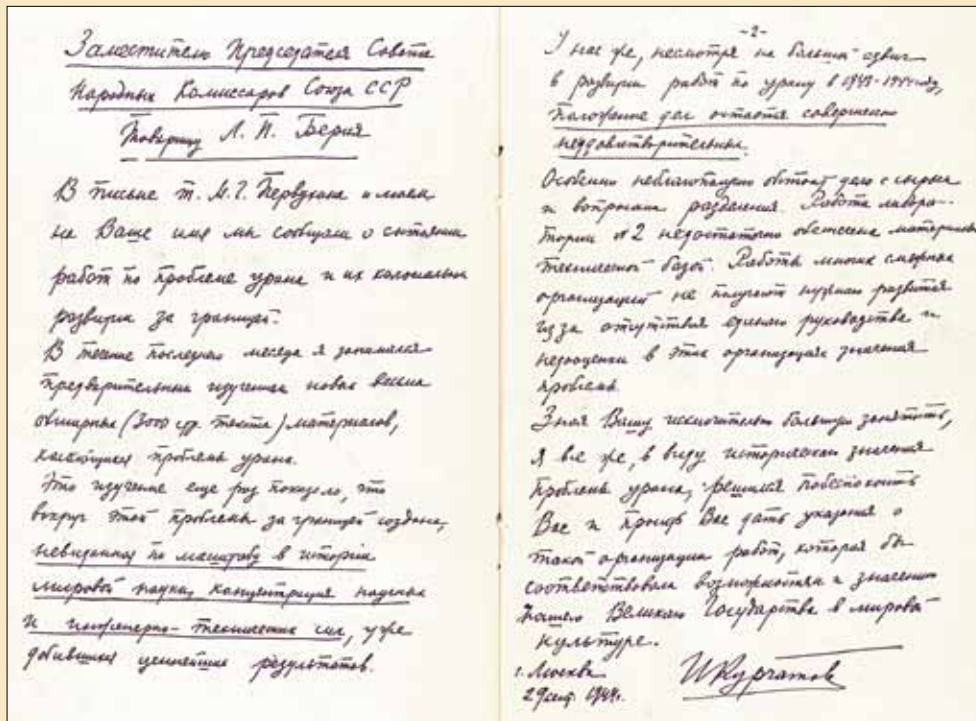 Заместителю Председателя Совета
Народных Комиссаров Союза ССР
Товарищу Л. П. Берия
В письме т. М. Г. Первухина и моем
на Ваше имя мы сообщали о состоянии
работ по проблеме урана и их колоссальном
развитии за границей.
В течение последнего месяца я занимался
предварительным изучением новых весьма
обширных (3000 стр. текста) материалов,
касающихся проблемы урана.
Это изучение еще раз показало, что
вокруг этой проблемы за границей создана,
невиданная по масштабу в истории
мировой науки, концентрация научных
и инженерно-технических сил, уже
добившихся ценнейших результатов.
-2-
У нас же, несмотря на большой сдвиг
в развитии работ по урану в 1943-1944 году,
положение дел остается совершенно
неудовлетворительным.
Особенно неблагополучно обстоит дело с сырьем
и вопросами разделения. Работа лабора-
тории №2 недостаточно обеспечена материально
технической базой. Работы многих смежных
организаций не получают нужного развития
из за отсутствия единого руководства и
недооценки в этих организациях значения
проблемы.
Зная Вашу исключительно большую занятость,
я все же, в виду исторического значения
проблемы урана, решился побеспокоить
Вас и просить Вас дать указания о
такой организации работ, которая бы
соответствовала возможностям и значению
нашего Великого Государства в мировой
культуре.
г. Москва
29 сент. 1944г.
И Курчатов